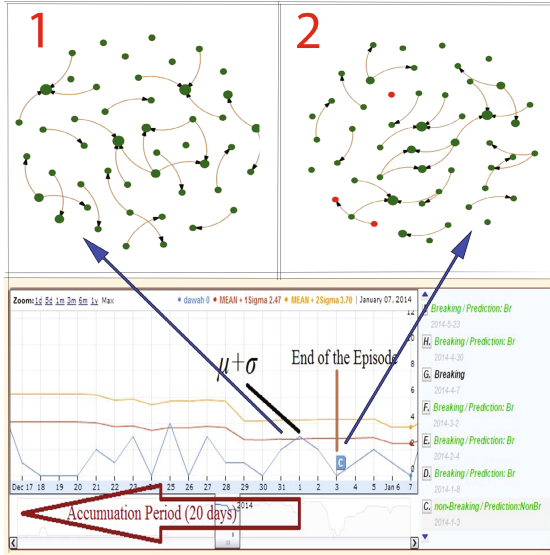 1
2
Zoom: 1d 5d 1m 3m 6m 1y Max
dawah 0 MEAN + 1Sigma 2.47 MEAN + 2Sigma 3.70 | January 07, 2014
12
10
8
6
4
2
0
μ+σ
End of the Episode
C
Dec 17 18 19 20 21 22 23 24 25 26 27 28 29 30 31 1 2 3 4 5 Jan 6 7
2014
Accumuation Period (20 days)
Breaking / Prediction: Br
2014-5-23
H. Breaking / Prediction: Br
2014-4-30
G. Breaking
2014-4-7
F. Breaking / Prediction: Br
2014-3-2
E. Breaking / Prediction: Br
2014-2-4
D. Breaking / Prediction: Br
2014-1-8
C. non-Breaking / Prediction:NonBr
2014-1-3